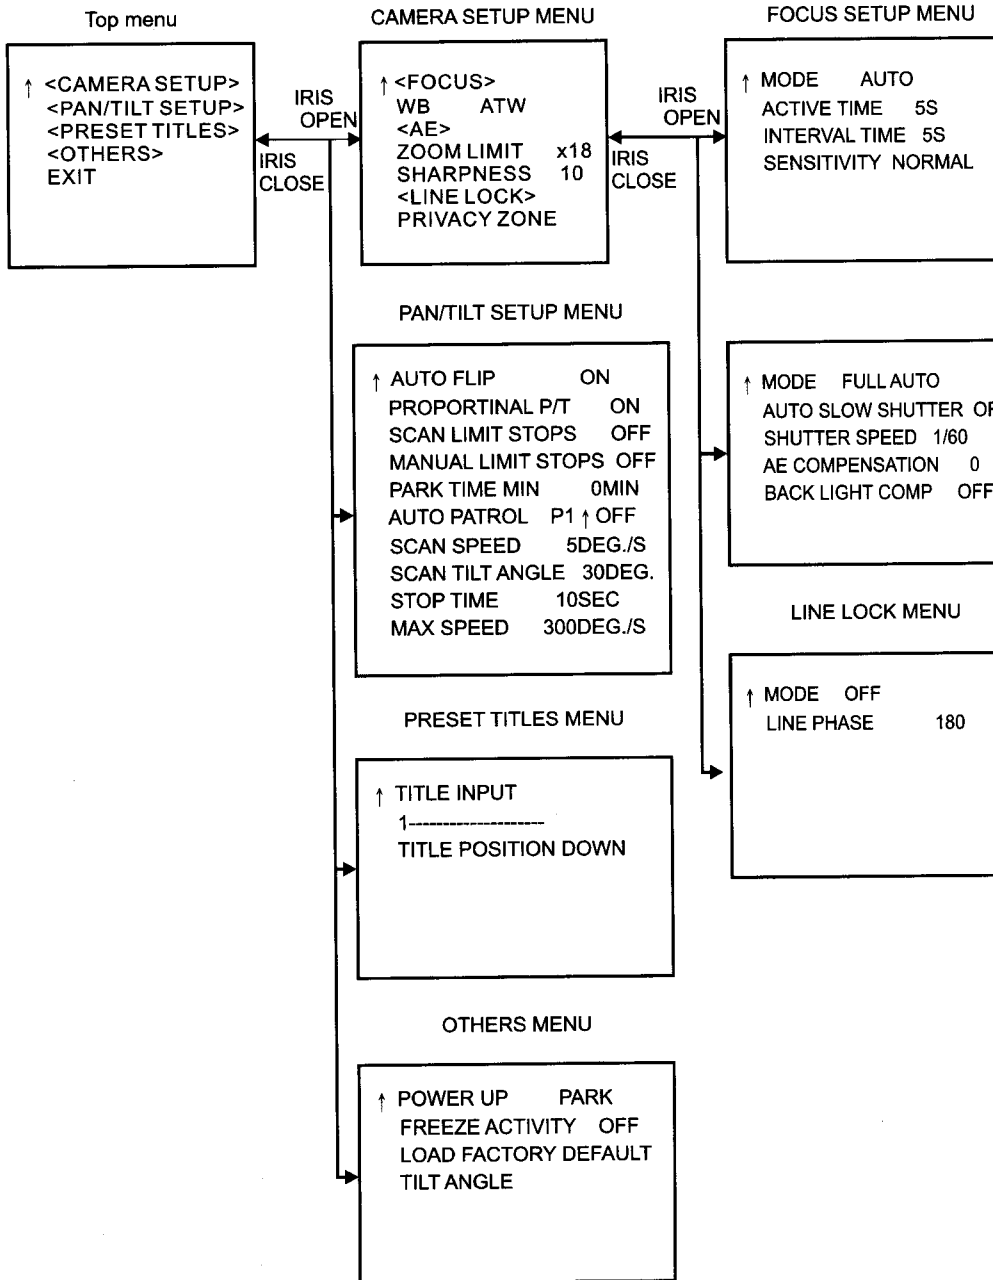 Top menu
↑ <CAMERA SETUP>
<PAN/TILT SETUP>
<PRESET TITLES>
<OTHERS>
EXIT
IRIS
OPEN
IRIS
CLOSE
CAMERA SETUP MENU
↑ <FOCUS>
WB ATW
<AE>
ZOOM LIMIT x18
SHARPNESS 10
<LINE LOCK>
PRIVACY ZONE
IRIS
OPEN
IRIS
CLOSE
FOCUS SETUP MENU
↑ MODE AUTO
ACTIVE TIME 5S
INTERVAL TIME 5S
SENSITIVITY NORMAL
PAN/TILT SETUP MENU
↑ AUTO FLIP ON
PROPORTINAL P/T ON
SCAN LIMIT STOPS OFF
MANUAL LIMIT STOPS OFF
PARK TIME MIN 0MIN
AUTO PATROL P1 ↑ OFF
SCAN SPEED 5DEG./S
SCAN TILT ANGLE 30DEG.
STOP TIME 10SEC
MAX SPEED 300DEG./S
↑ MODE FULL AUTO
AUTO SLOW SHUTTER
SHUTTER SPEED 1/60
AE COMPENSATION 0
BACK LIGHT COMP OFF
LINE LOCK MENU
↑ MODE OFF
LINE PHASE 180
PRESET TITLES MENU
↑ TITLE INPUT
1--------------------
TITLE POSITION DOWN
OTHERS MENU
↑ POWER UP PARK
FREEZE ACTIVITY OFF
LOAD FACTORY DEFAULT
TILT ANGLE